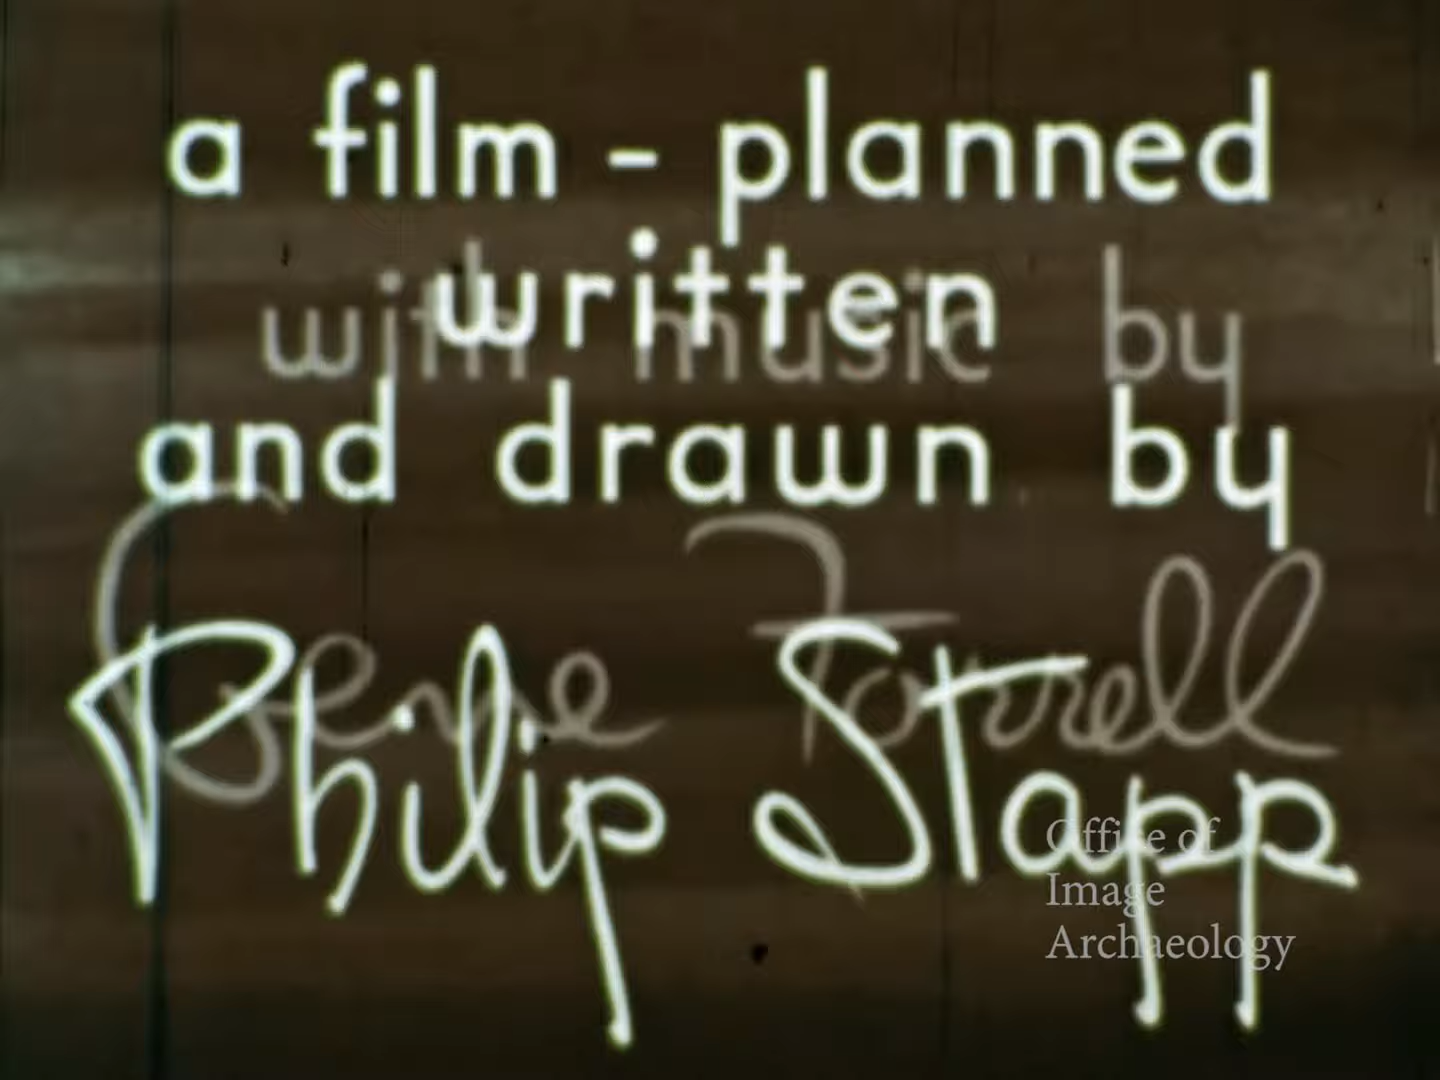 a film - planned
written
with music by
and drawn by
Gene Forrell
Philip Stapp
Office of
Image
Archaeology